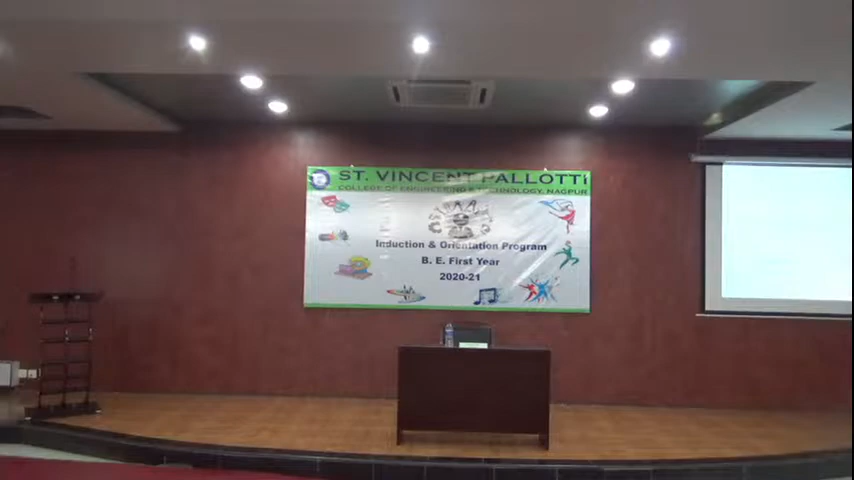 ST. VINCENT PALLOTTI
COLLEGE OF ENGINEERING & TECHNOLOGY, NAGPUR
Induction & Orientation Program
B. E. First Year
2020-21